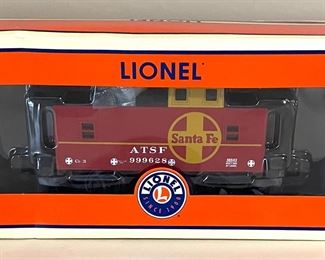 LIONEL
Santa Fe
ATSF
999628
LIONEL
SINCE 1900